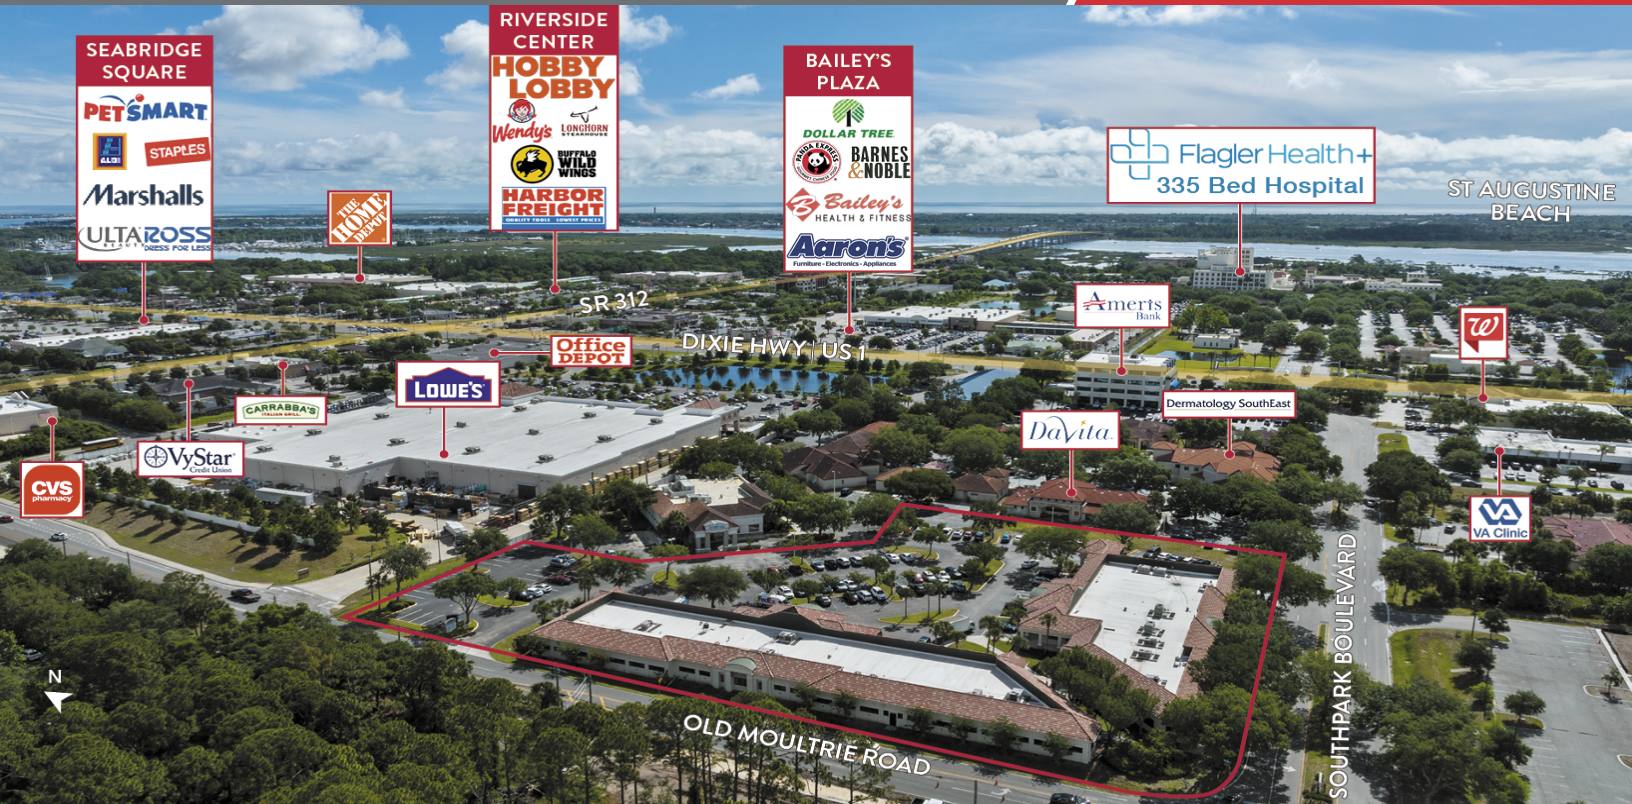 SEABRIDGE
SQUARE
PETSMART
ALDI
STAPLES
Marshalls
ULTA
BEAUTY
ROSS
DRESS FOR LESS
THE
HOME
DEPOT
RIVERSIDE
CENTER
HOBBY
LOBBY
Wendy's
LONGHORN
STEAKHOUSE
BUFFALO
WILD
WINGS
HARBOR
FREIGHT
QUALITY TOOLS LOWEST PRICES
BAILEY'S
PLAZA
DOLLAR TREE
PANDA EXPRESS
GOURMET CHINESE FOOD
BARNES
&NOBLE
Bailey's
HEALTH & FITNESS
Aaron's
Furniture - Electronics - Appliances
Flagler Health+
335 Bed Hospital
ST AUGUSTINE
BEACH
SR 312
DIXIE HWY | US 1
Office
DEPOT
LOWE'S
CARRABBA'S
ITALIAN GRILL
VyStar
Credit Union
CVS
pharmacy
Ameris
Bank
W
Dermatology SouthEast
DaVita
VA
VA Clinic
N
OLD MOULTRIE ROAD
SOUTHPARK BOULEVARD